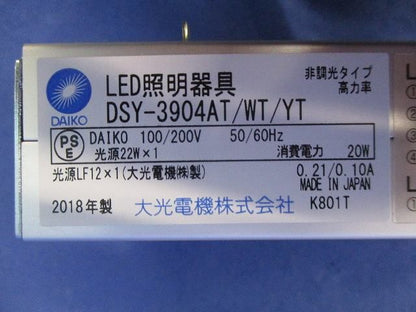 LED照明器具
非調光タイプ
高力率
DSY-3904AT/WT/YT
DAIKO
PS
E
DAIKO 100/200V 50/60Hz
光源22W×1 消費電力 20W
光源LF12×1(大光電機㈱製) 0.21/0.10A
MADE IN JAPAN
2018年製 大光電機株式会社 K801T